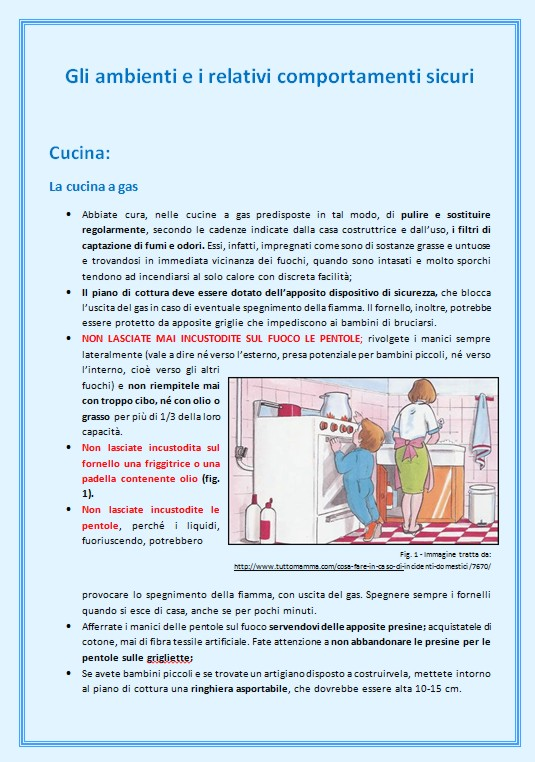 Gli ambienti e i relativi comportamenti sicuri
Cucina:
La cucina a gas
• Abbiate cura, nelle cucine a gas predisposte in tal modo, di pulire e sostituire
regolarmente, secondo le cadenze indicate dalla casa costruttrice e dall'uso, i filtri di
captazione di fumi e odori. Essi, infatti, impregnati come sono di sostanze grasse e untuose
e trovandosi in immediata vicinanza dei fuochi, quando sono intasati e molto sporchi
tendono ad incendiarsi al solo calore con discreta facilità;
• Il piano di cottura deve essere dotato dell'apposito dispositivo di sicurezza, che blocca
l'uscita del gas in caso di eventuale spegnimento della fiamma. Il fornello, inoltre, potrebbe
essere protetto da apposite griglie che impediscono ai bambini di bruciarsi.
• NON LASCIATE MAI INCUSTODITE SUL FUOCO LE PENTOLE; rivolgete i manici sempre
lateralmente (vale a dire né verso l'esterno, presa potenziale per bambini piccoli, né verso
l'interno, cioè verso gli altri
fuochi) e non riempitele mai
con troppo cibo, né con olio o
grasso per più di 1/3 della loro
capacità.
• Non lasciate incustodita sul
fornello una friggitrice o una
padella contenente olio (fig.
1).
• Non lasciate incustodite le
pentole, perché i liquidi,
fuoriuscendo, potrebbero
Fig. 1 - Immagine tratta da:
http://www.tuttomamma.com/cosa-fare-in-caso-di-incidenti-domestici/7670/
provocare lo spegnimento della fiamma, con uscita del gas. Spegnere sempre i fornelli
quando si esce di casa, anche se per pochi minuti.
• Afferrate i manici delle pentole sul fuoco servendovi delle apposite presine; acquistatele di
cotone, mai di fibra tessile artificiale. Fate attenzione a non abbandonare le presine per le
pentole sulle grigliette;
• Se avete bambini piccoli e se trovate un artigiano disposto a costruirvela, mettete intorno
al piano di cottura una ringhiera asportabile, che dovrebbe essere alta 10-15 cm.